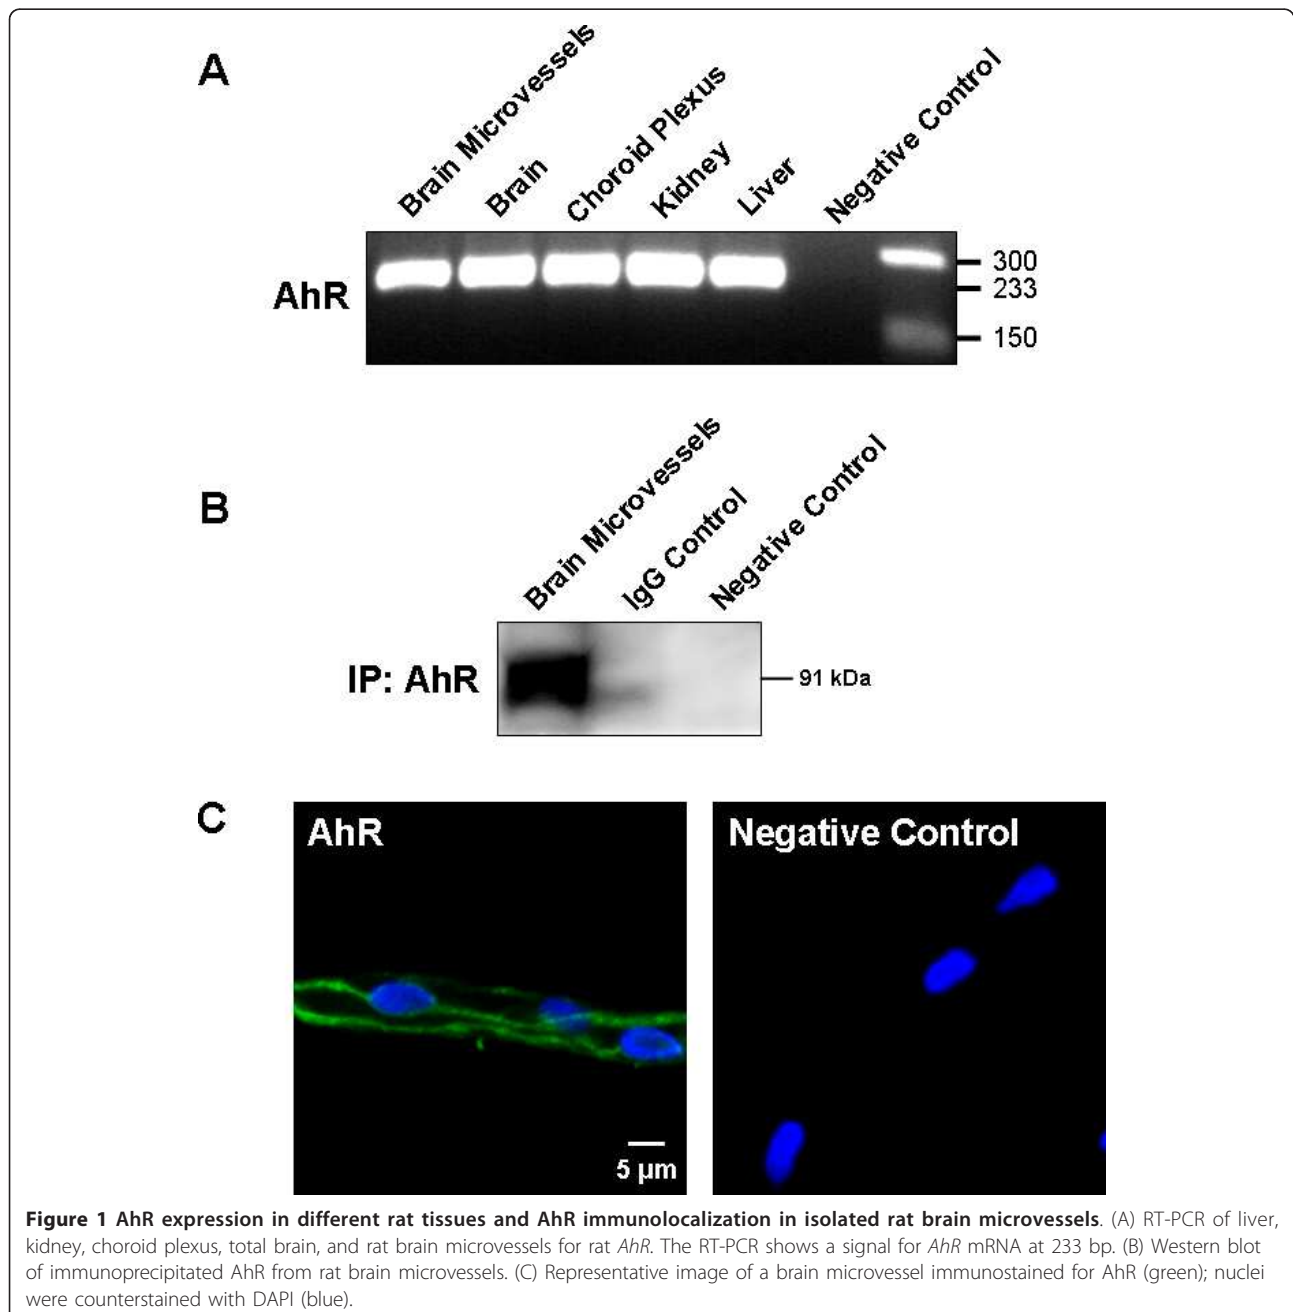 A
Brain Microvessels
Brain
Choroid Plexus
Kidney
Liver
Negative Control
AhR
300
233
150
B
Brain Microvessels
IgG Control
Negative Control
IP: AhR
91 kDa
C
AhR
Negative Control
5 µm
Figure 1 AhR expression in different rat tissues and AhR immunolocalization in isolated rat brain microvessels. (A) RT-PCR of liver,
kidney, choroid plexus, total brain, and rat brain microvessels for rat AhR. The RT-PCR shows a signal for AhR mRNA at 233 bp. (B) Western blot
of immunoprecipitated AhR from rat brain microvessels. (C) Representative image of a brain microvessel immunostained for AhR (green); nuclei
were counterstained with DAPI (blue).